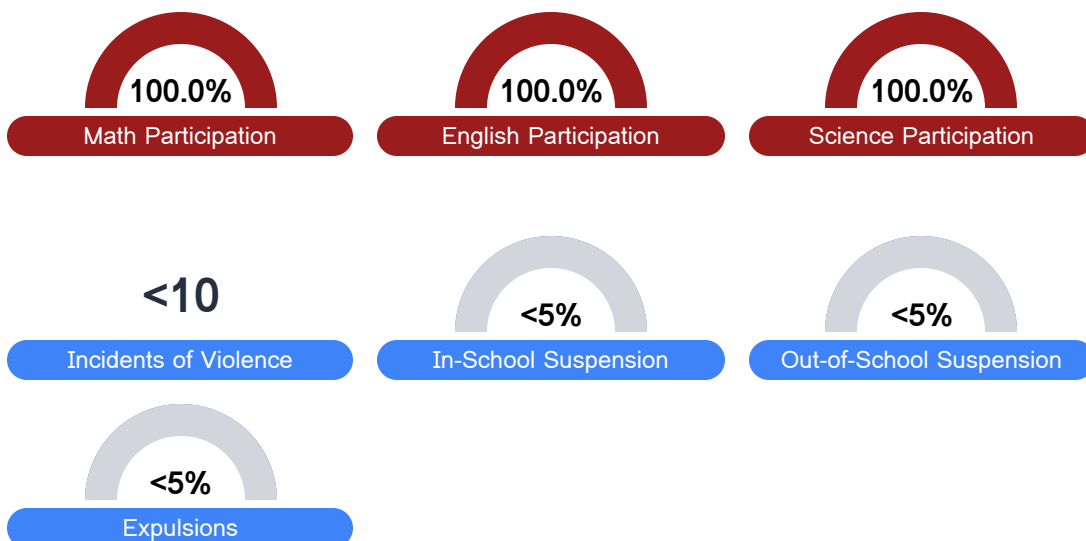 100.0%
100.0%
100.0%
Math Participation
English Participation
Science Participation
<10
<5%
<5%
Incidents of Violence
In-School Suspension
Out-of-School Suspension
<5%
Expulsions